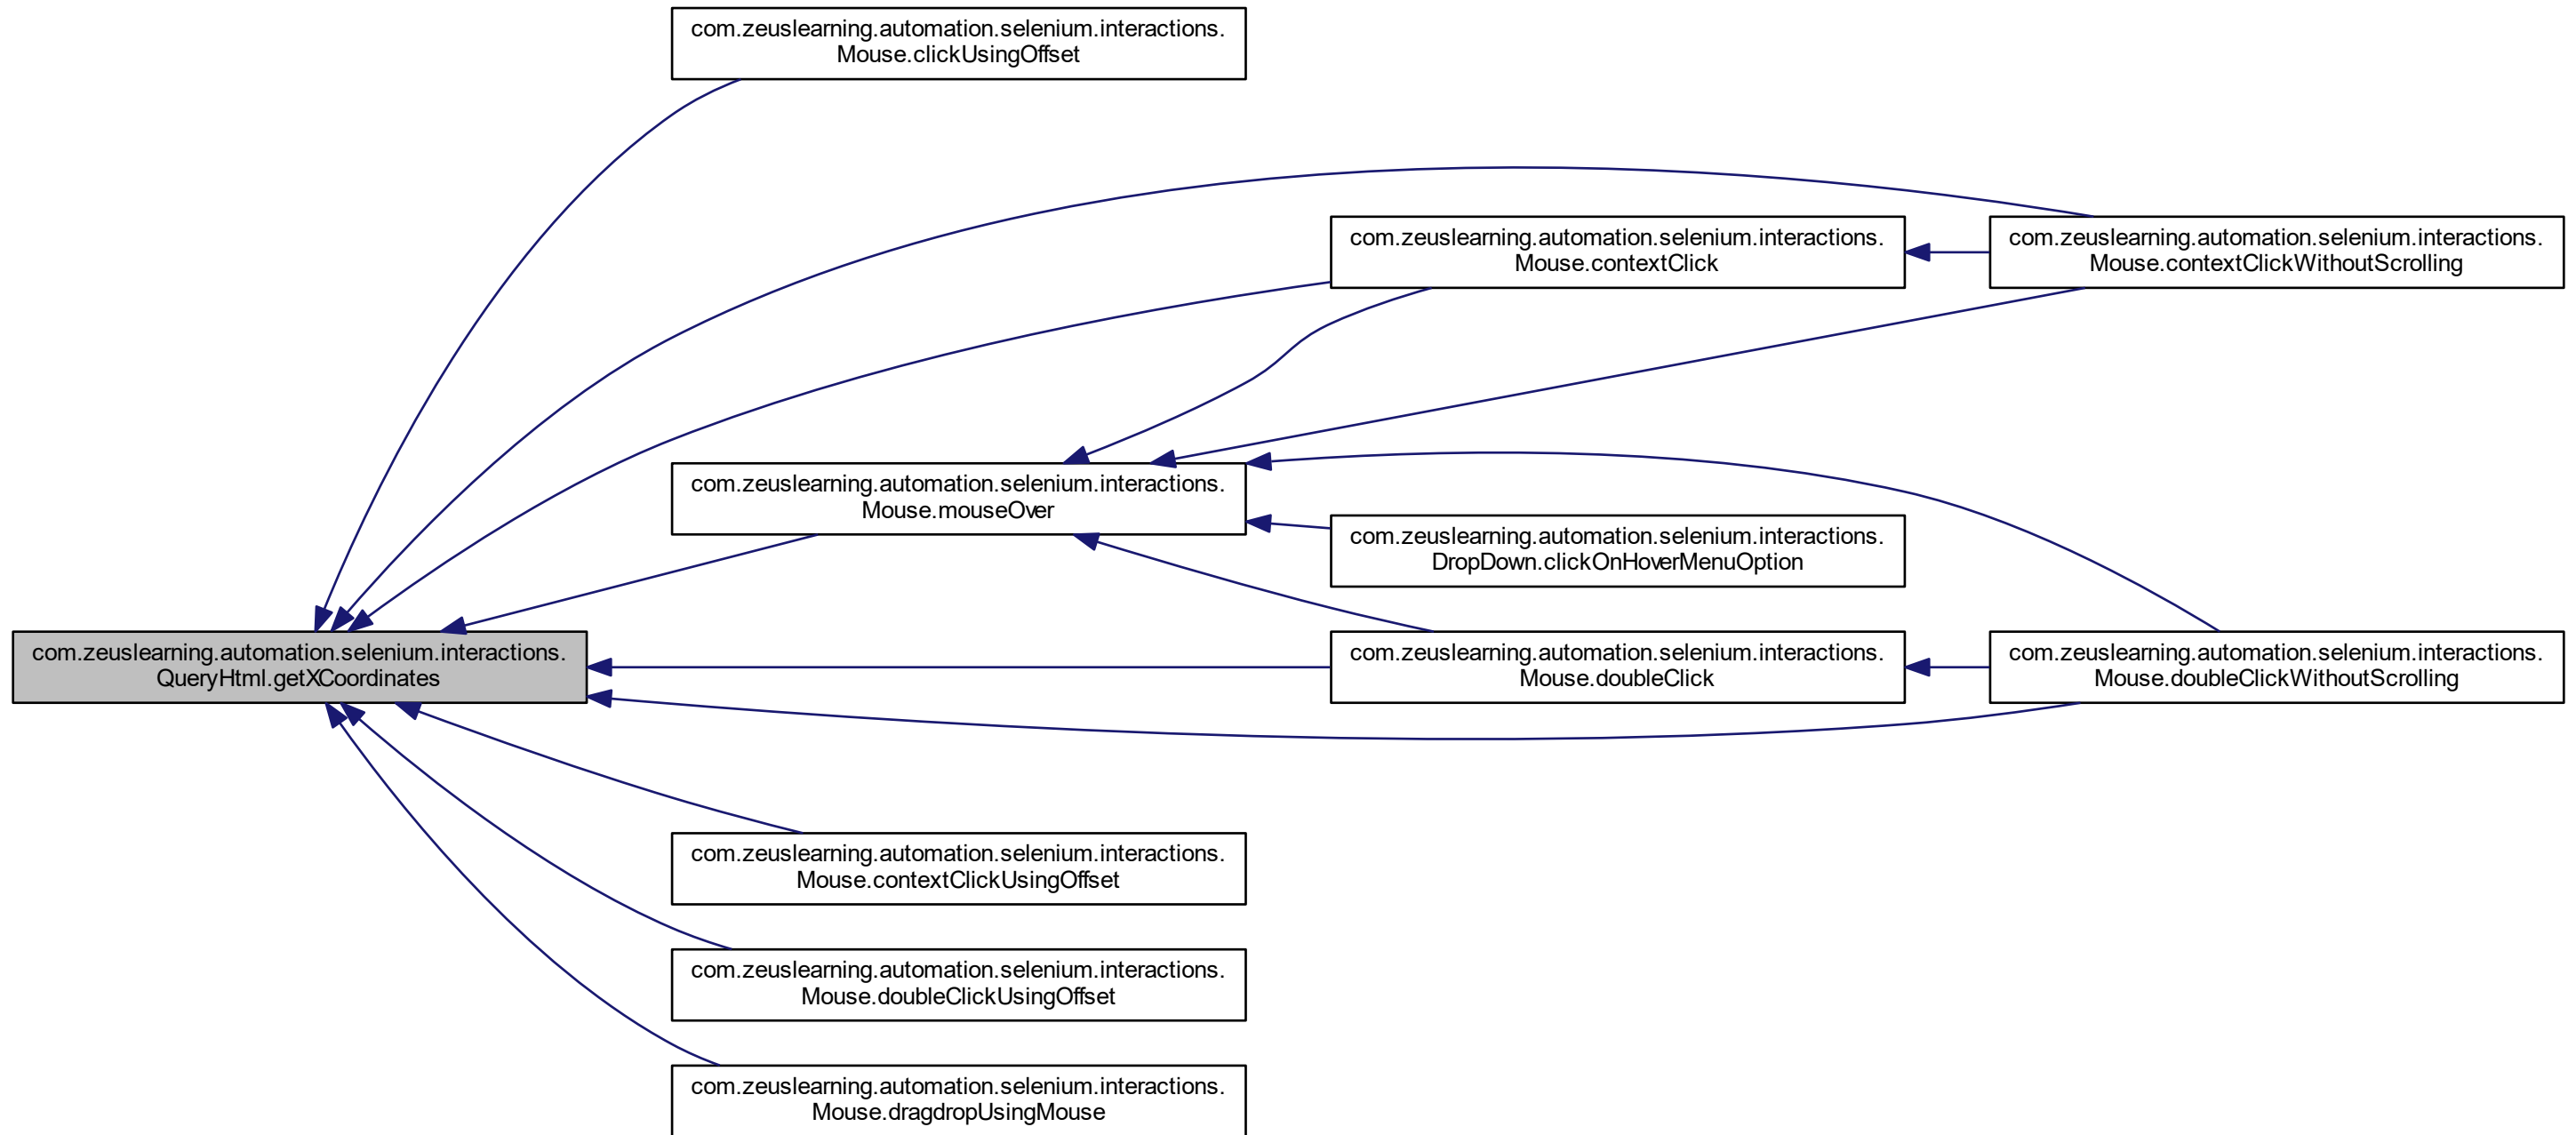 com.zeuslearning.automation.selenium.interactions.
Mouse.clickUsingOffset
com.zeuslearning.automation.selenium.interactions.
Mouse.contextClick
com.zeuslearning.automation.selenium.interactions.
Mouse.contextClickWithoutScrolling
com.zeuslearning.automation.selenium.interactions.
Mouse.mouseOver
com.zeuslearning.automation.selenium.interactions.
DropDown.clickOnHoverMenuOption
com.zeuslearning.automation.selenium.interactions.
QueryHtml.getXCoordinates
com.zeuslearning.automation.selenium.interactions.
Mouse.doubleClick
com.zeuslearning.automation.selenium.interactions.
Mouse.doubleClickWithoutScrolling
com.zeuslearning.automation.selenium.interactions.
Mouse.contextClickUsingOffset
com.zeuslearning.automation.selenium.interactions.
Mouse.doubleClickUsingOffset
com.zeuslearning.automation.selenium.interactions.
Mouse.dragdropUsingMouse